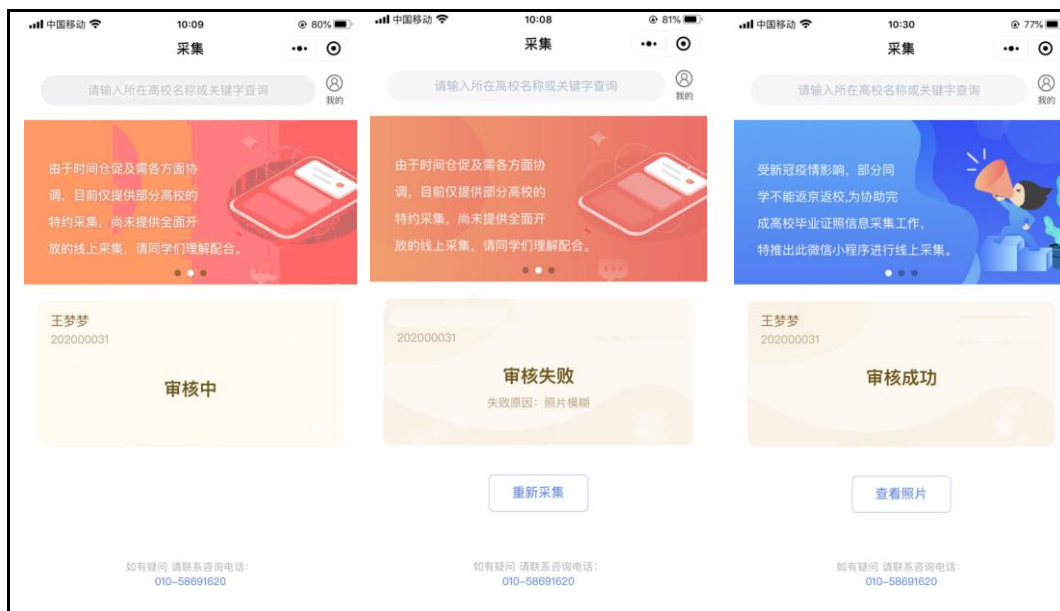 中国移动
10:09
80%
采集
请输入所在高校名称或关键字查询
我的
由于时间仓促及需各方面协
调，目前仅提供部分高校的
特约采集，尚未提供全面开
放的线上采集，请同学们理解配合。
王梦梦
202000031
审核中
如有疑问 请联系咨询电话：
010-58691620
中国移动
10:08
81%
采集
请输入所在高校名称或关键字查询
我的
由于时间仓促及需各方面协
调，目前仅提供部分高校的
特约采集，尚未提供全面开
放的线上采集，请同学们理解配合。
202000031
审核失败
失败原因：照片模糊
重新采集
如有疑问 请联系咨询电话：
010-58691620
中国移动
10:30
77%
采集
请输入所在高校名称或关键字查询
我的
受新冠疫情影响，部分同
学不能返京返校,为协助完
成高校毕业证照信息采集工作，
特推出此微信小程序进行线上采集。
王梦梦
202000031
审核成功
查看照片
如有疑问 请联系咨询电话：
010-58691620